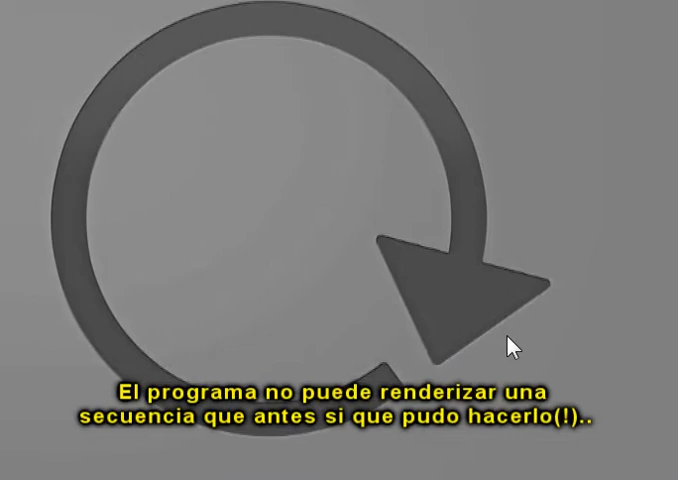 El programa no puede renderizar una
secuencia que antes si que pudo hacerlo(!)..